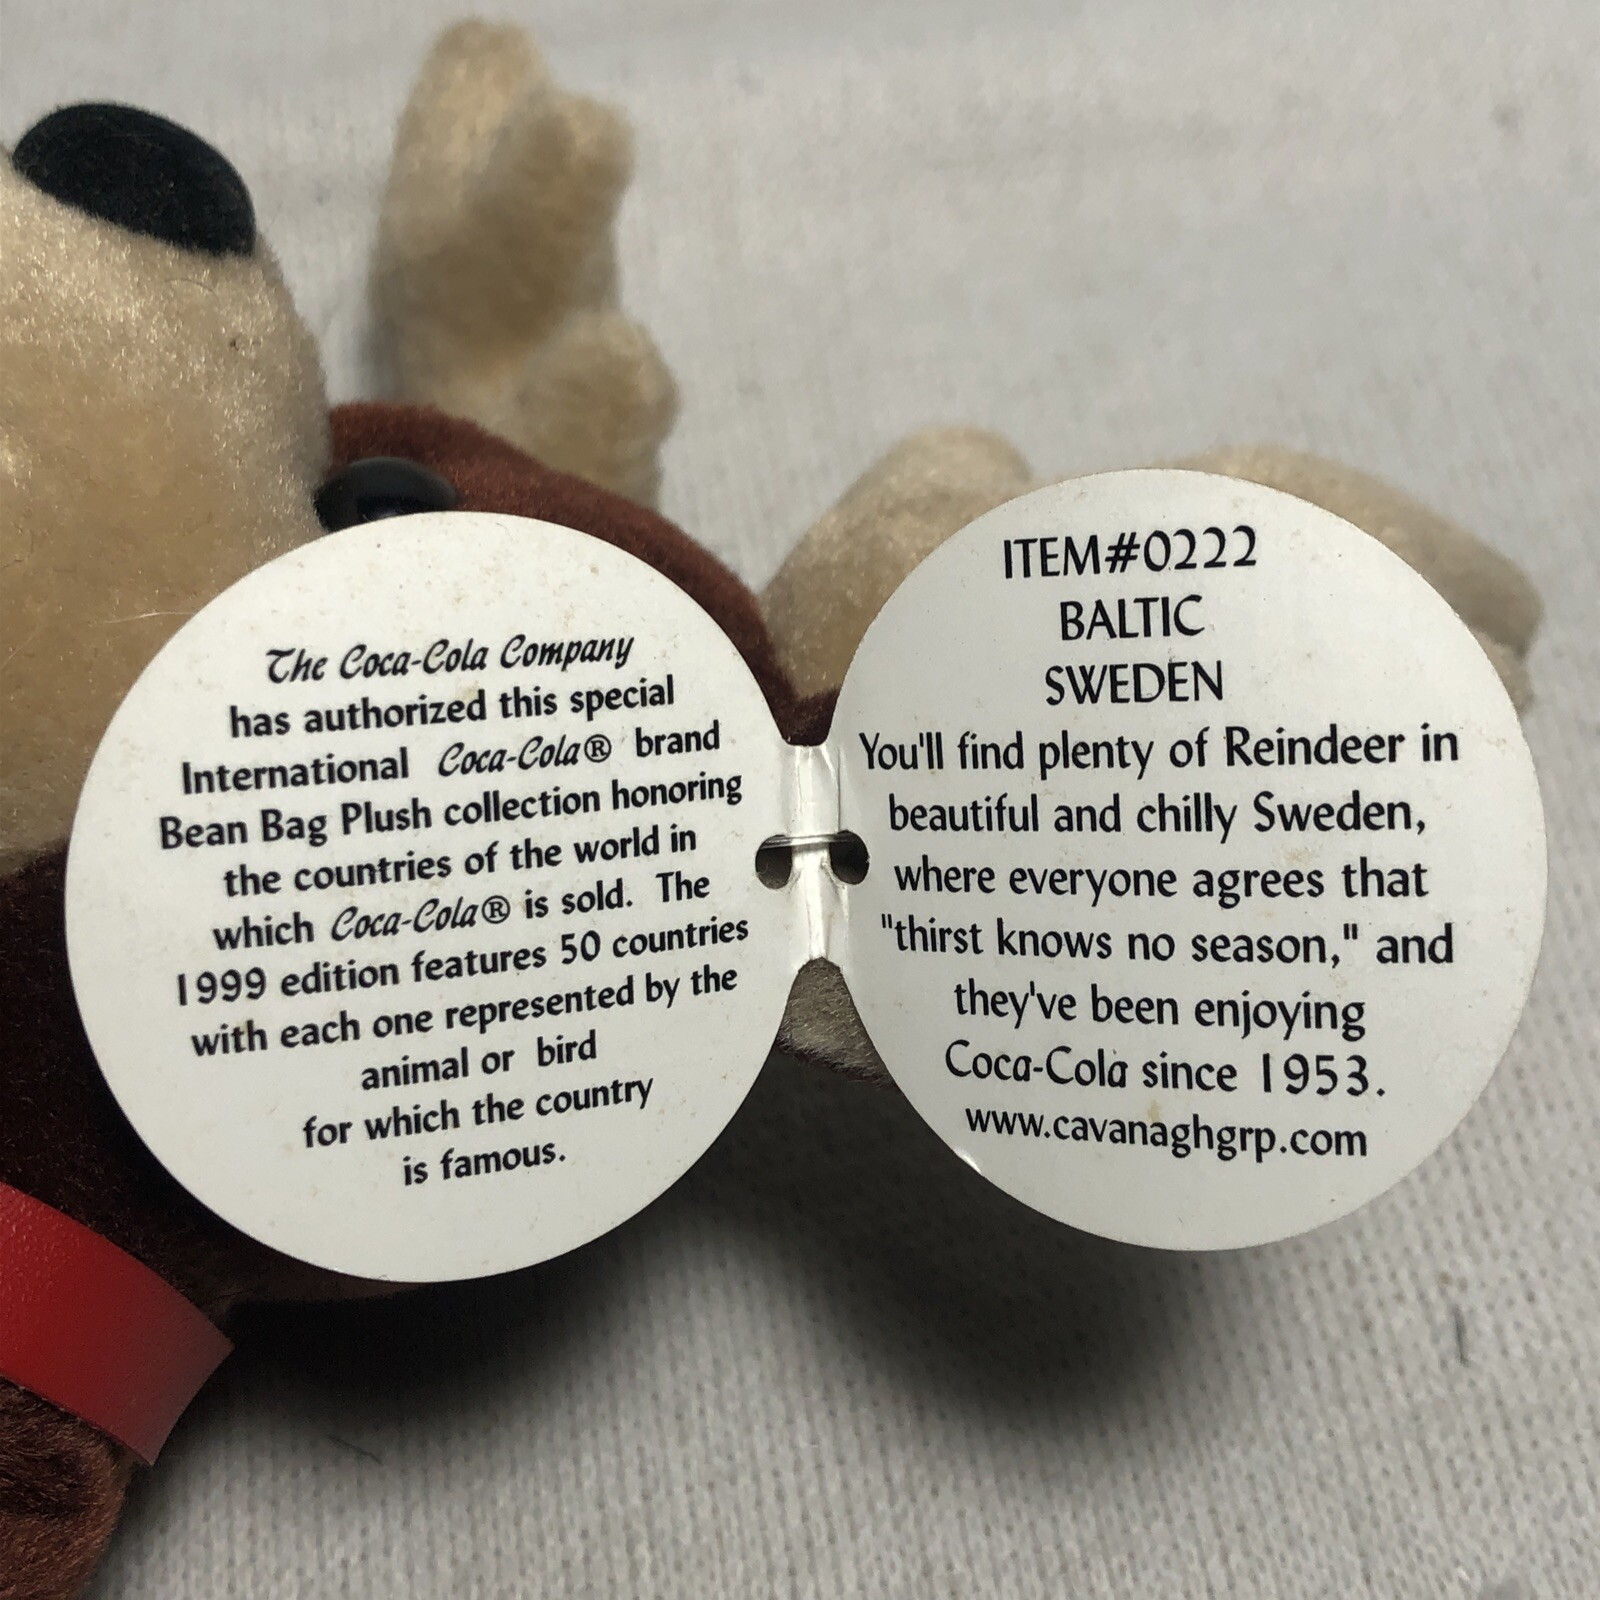 The Coca-Cola Company
has authorized this special
International Coca-Cola® brand
Bean Bag Plush collection honoring
the countries of the world in
which Coca-Cola® is sold. The
1999 edition features 50 countries
with each one represented by the
animal or bird
for which the country
is famous.
ITEM#0222
BALTIC
SWEDEN
You'll find plenty of Reindeer in
beautiful and chilly Sweden,
where everyone agrees that
"thirst knows no season," and
they've been enjoying
Coca-Cola since 1953.
www.cavanaghgrp.com